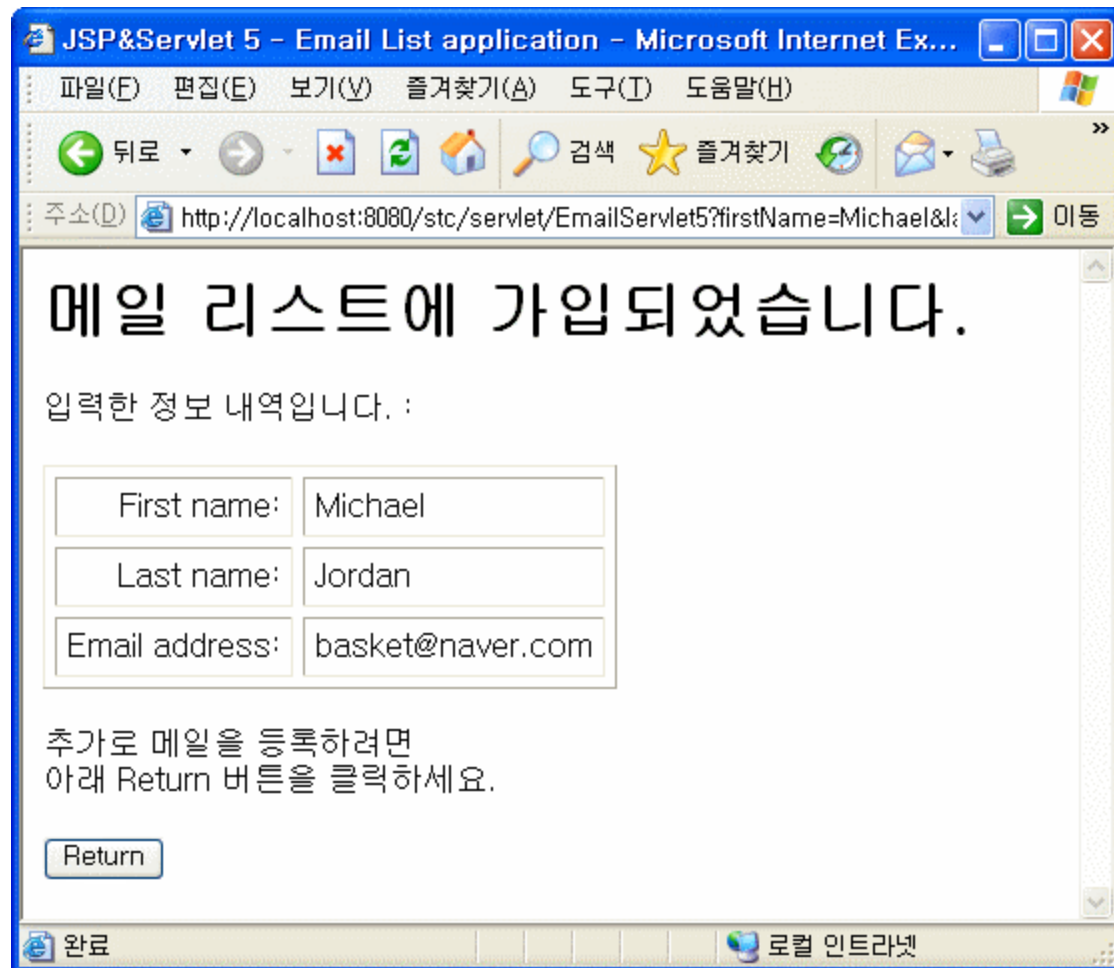 JSP&Servlet 5 - Email List application - Microsoft Internet Ex...
파일(F) 편집(E) 보기(V) 즐겨찾기(A) 도구(T) 도움말(H)
뒤로 검색 즐겨찾기 »
주소(D) http://localhost:8080/stc/servlet/EmailServlet5?firstName=Michael&la 이동
메일 리스트에 가입되었습니다.
입력한 정보 내역입니다. :
First name: Michael
Last name: Jordan
Email address: basket@naver.com
추가로 메일을 등록하려면
아래 Return 버튼을 클릭하세요.
Return
완료 로컬 인트라넷